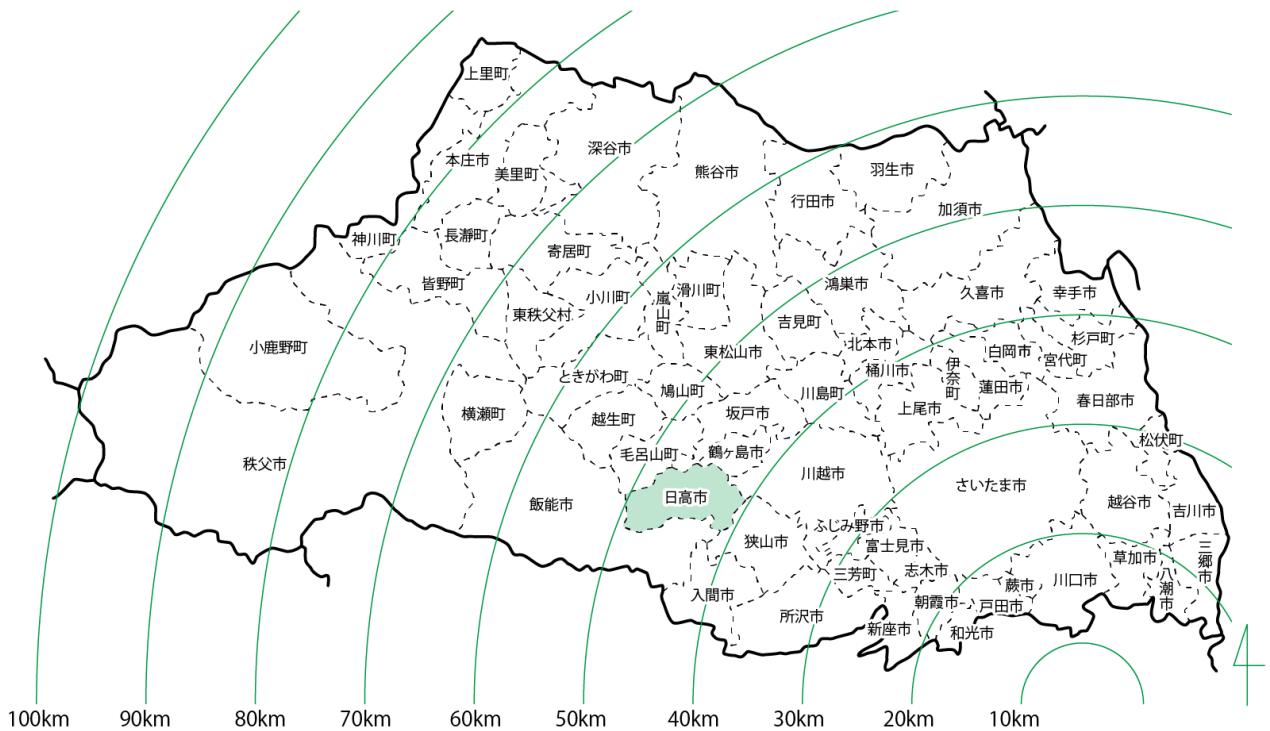 上里町
本庄市
美里町
深谷市
熊谷市
行田市
羽生市
加須市
神川町
長瀞町
皆野町
寄居町
東秩父村
小川町
嵐山町
滑川町
吉見町
鴻巣市
久喜市
幸手市
小鹿野町
東松山市
北本市
桶川市
伊奈町
白岡市
杉戸町
宮代町
蓮田市
ときがわ町
鳩山町
川島町
上尾市
春日部市
横瀬町
越生町
坂戸市
松伏町
毛呂山町
鶴ヶ島市
秩父市
川越市
さいたま市
飯能市
日高市
越谷市
吉川市
狭山市
ふじみ野市
富士見市
三芳町
志木市
草加市
三郷市
八潮市
入間市
所沢市
朝霞市
新座市
和光市
戸田市
蕨市
川口市
100km
90km
80km
70km
60km
50km
40km
30km
20km
10km
4